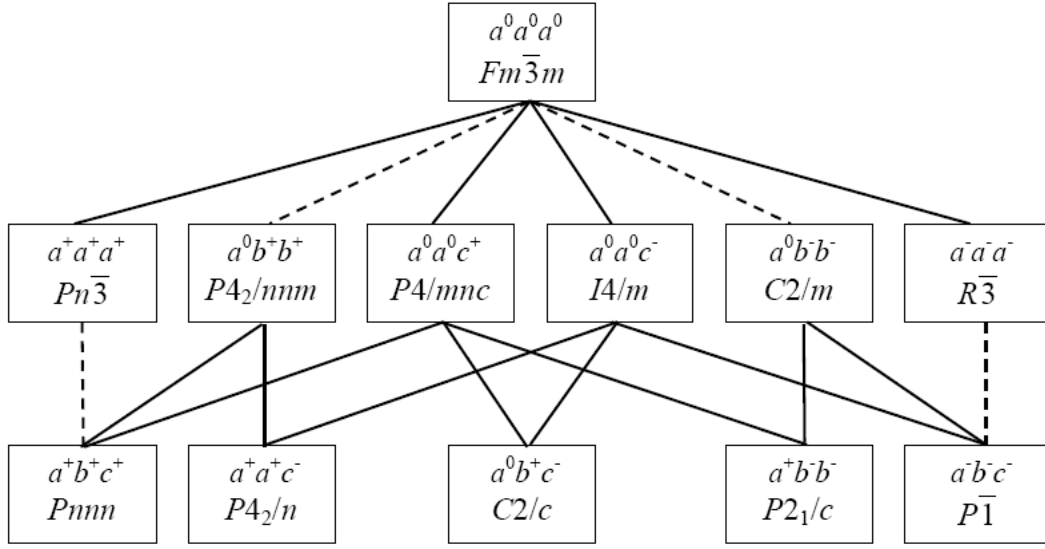 a⁰a⁰a⁰
Fm3̅m
a⁺a⁺a⁺
Pn3̅
a⁰b⁺b⁺
P4₂/nnm
a⁰a⁰c⁺
P4/mnc
a⁰a⁰c⁻
I4/m
a⁰b⁻b⁻
C2/m
a⁻a⁻a⁻
R3̅
a⁺b⁺c⁺
Pnnn
a⁺a⁺c⁻
P4₂/n
a⁰b⁺c⁻
C2/c
a⁺b⁻b⁻
P2₁/c
a⁻b⁻c⁻
P1̅